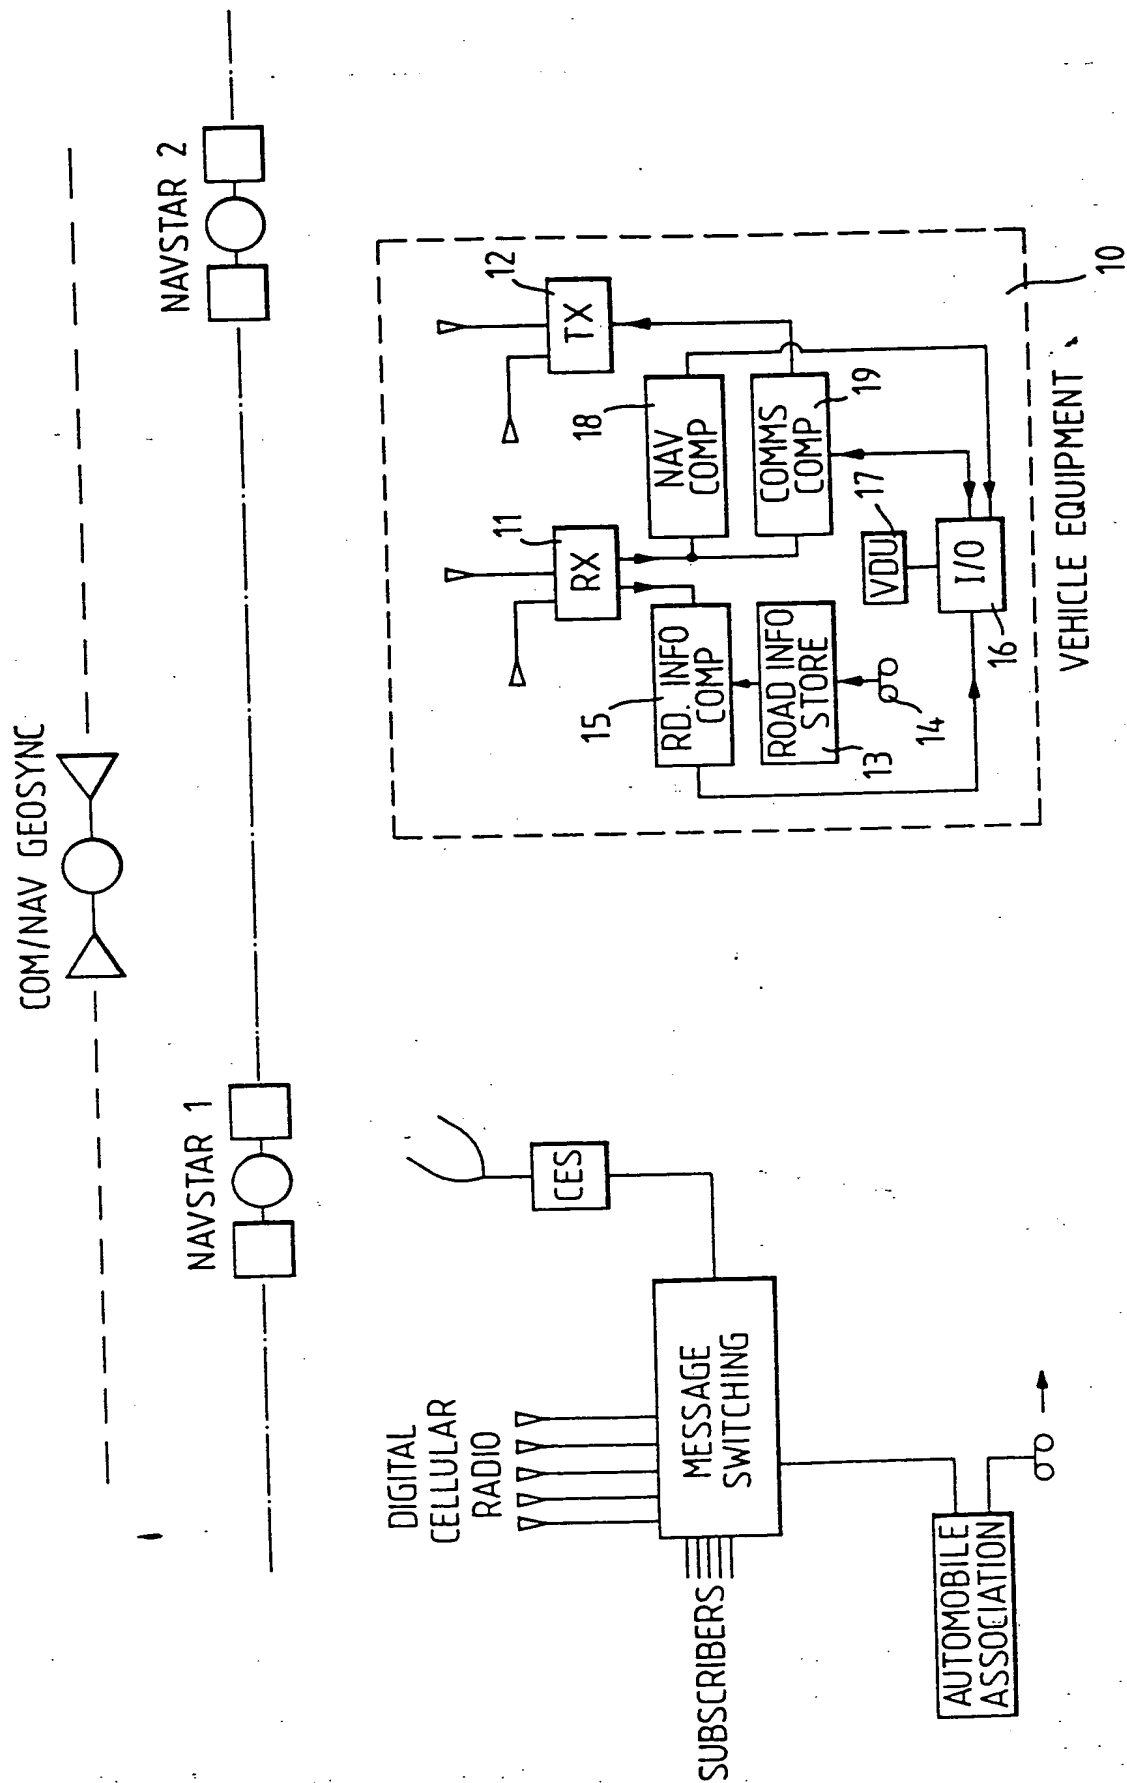 COM/NAV GEOSYNC
NAVSTAR 1
NAVSTAR 2
DIGITAL
CELLULAR
RADIO
SUBSCRIBERS
MESSAGE
SWITCHING
CES
AUTOMOBILE
ASSOCIATION
11
RX
12
TX
15
RD. INFO
COMP
18
NAV
COMP
ROAD INFO
STORE
13
14
COMMS
COMP
19
VDU
17
I/O
16
10
VEHICLE EQUIPMENT